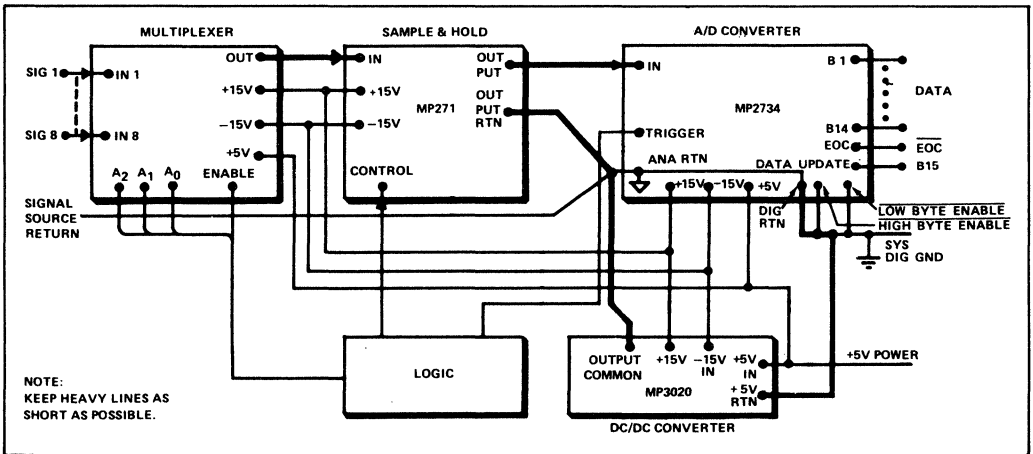 MULTIPLEXER
SAMPLE & HOLD
A/D CONVERTER
SIG 1
IN 1
OUT
+15V
-15V
+5V
SIG 8
IN 8
A2
A1
A0
ENABLE
IN
+15V
-15V
MP271
OUT
PUT
OUT
PUT
RTN
CONTROL
IN
MP2734
TRIGGER
ANA RTN
B 1
DATA
B14
EOC
EOC
DATA UPDATE
B15
+15V
-15V
+5V
DIG
RTN
LOW BYTE ENABLE
HIGH BYTE ENABLE
SYS
DIG GND
SIGNAL
SOURCE
RETURN
LOGIC
OUTPUT
COMMON
+15V
-15V
IN
+5V
IN
MP3020
+ 5V
RTN
+5V POWER
DC/DC CONVERTER
NOTE:
KEEP HEAVY LINES AS
SHORT AS POSSIBLE.